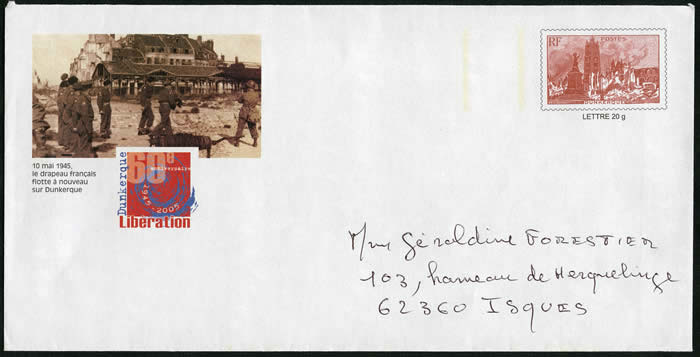 RF
POSTES
DUNKERQUE
LETTRE 20 g
10 mai 1945,
le drapeau français
flotte à nouveau
sur Dunkerque
Dunkerque
60e
anniversaire
1945-2005
Libération
Mme Géraldine FORESTIER
103, hameau de Herquelinge
62360 ISQUES